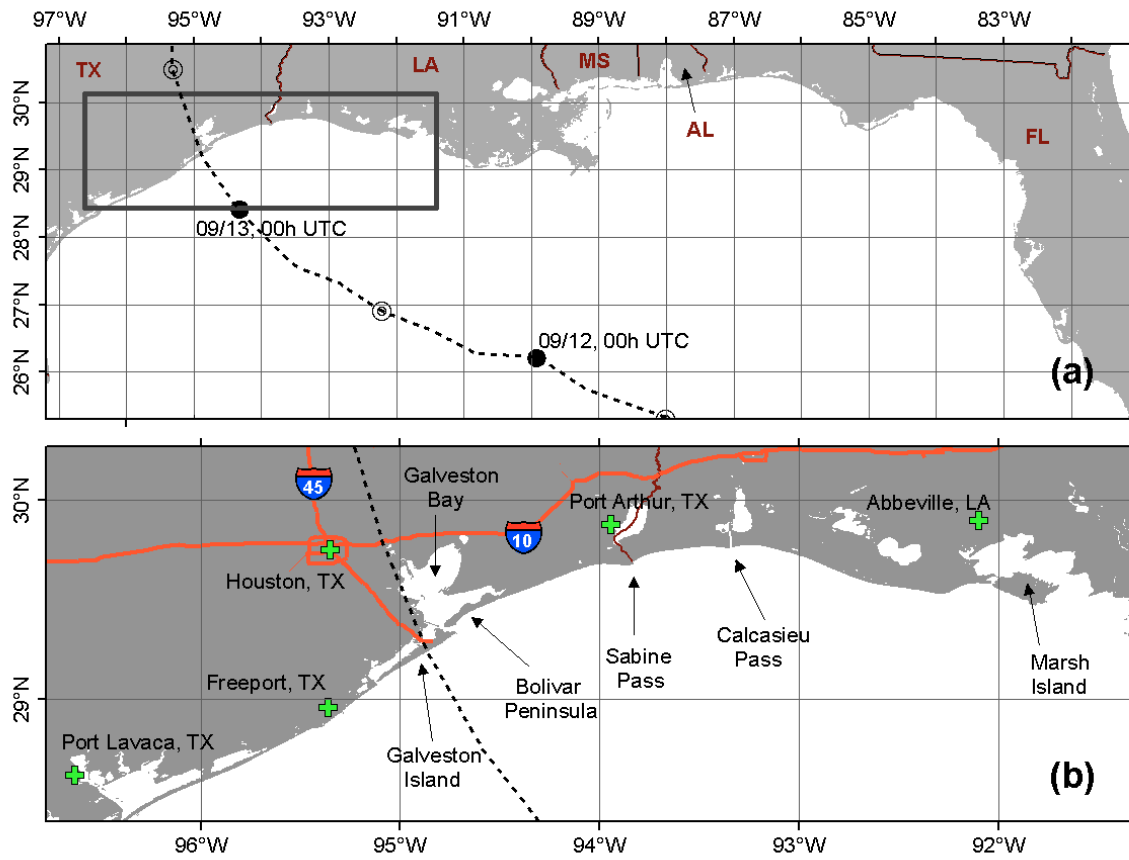 97°W 95°W 93°W 91°W 89°W 88°W 87°W 85°W 83°W
TX LA MS
30°N
AL
FL
29°N
09/13, 00h UTC
28°N
27°N
09/12, 00h UTC
26°N
(a)
45
Galveston
Bay
30°N
Port Arthur, TX
Abbeville, LA
10
Houston, TX
Sabine
Pass
Calcasieu
Pass
Marsh
Island
Freeport, TX
Bolivar
Peninsula
29°N
Port Lavaca, TX
Galveston
Island
(b)
96°W 95°W 94°W 93°W 92°W